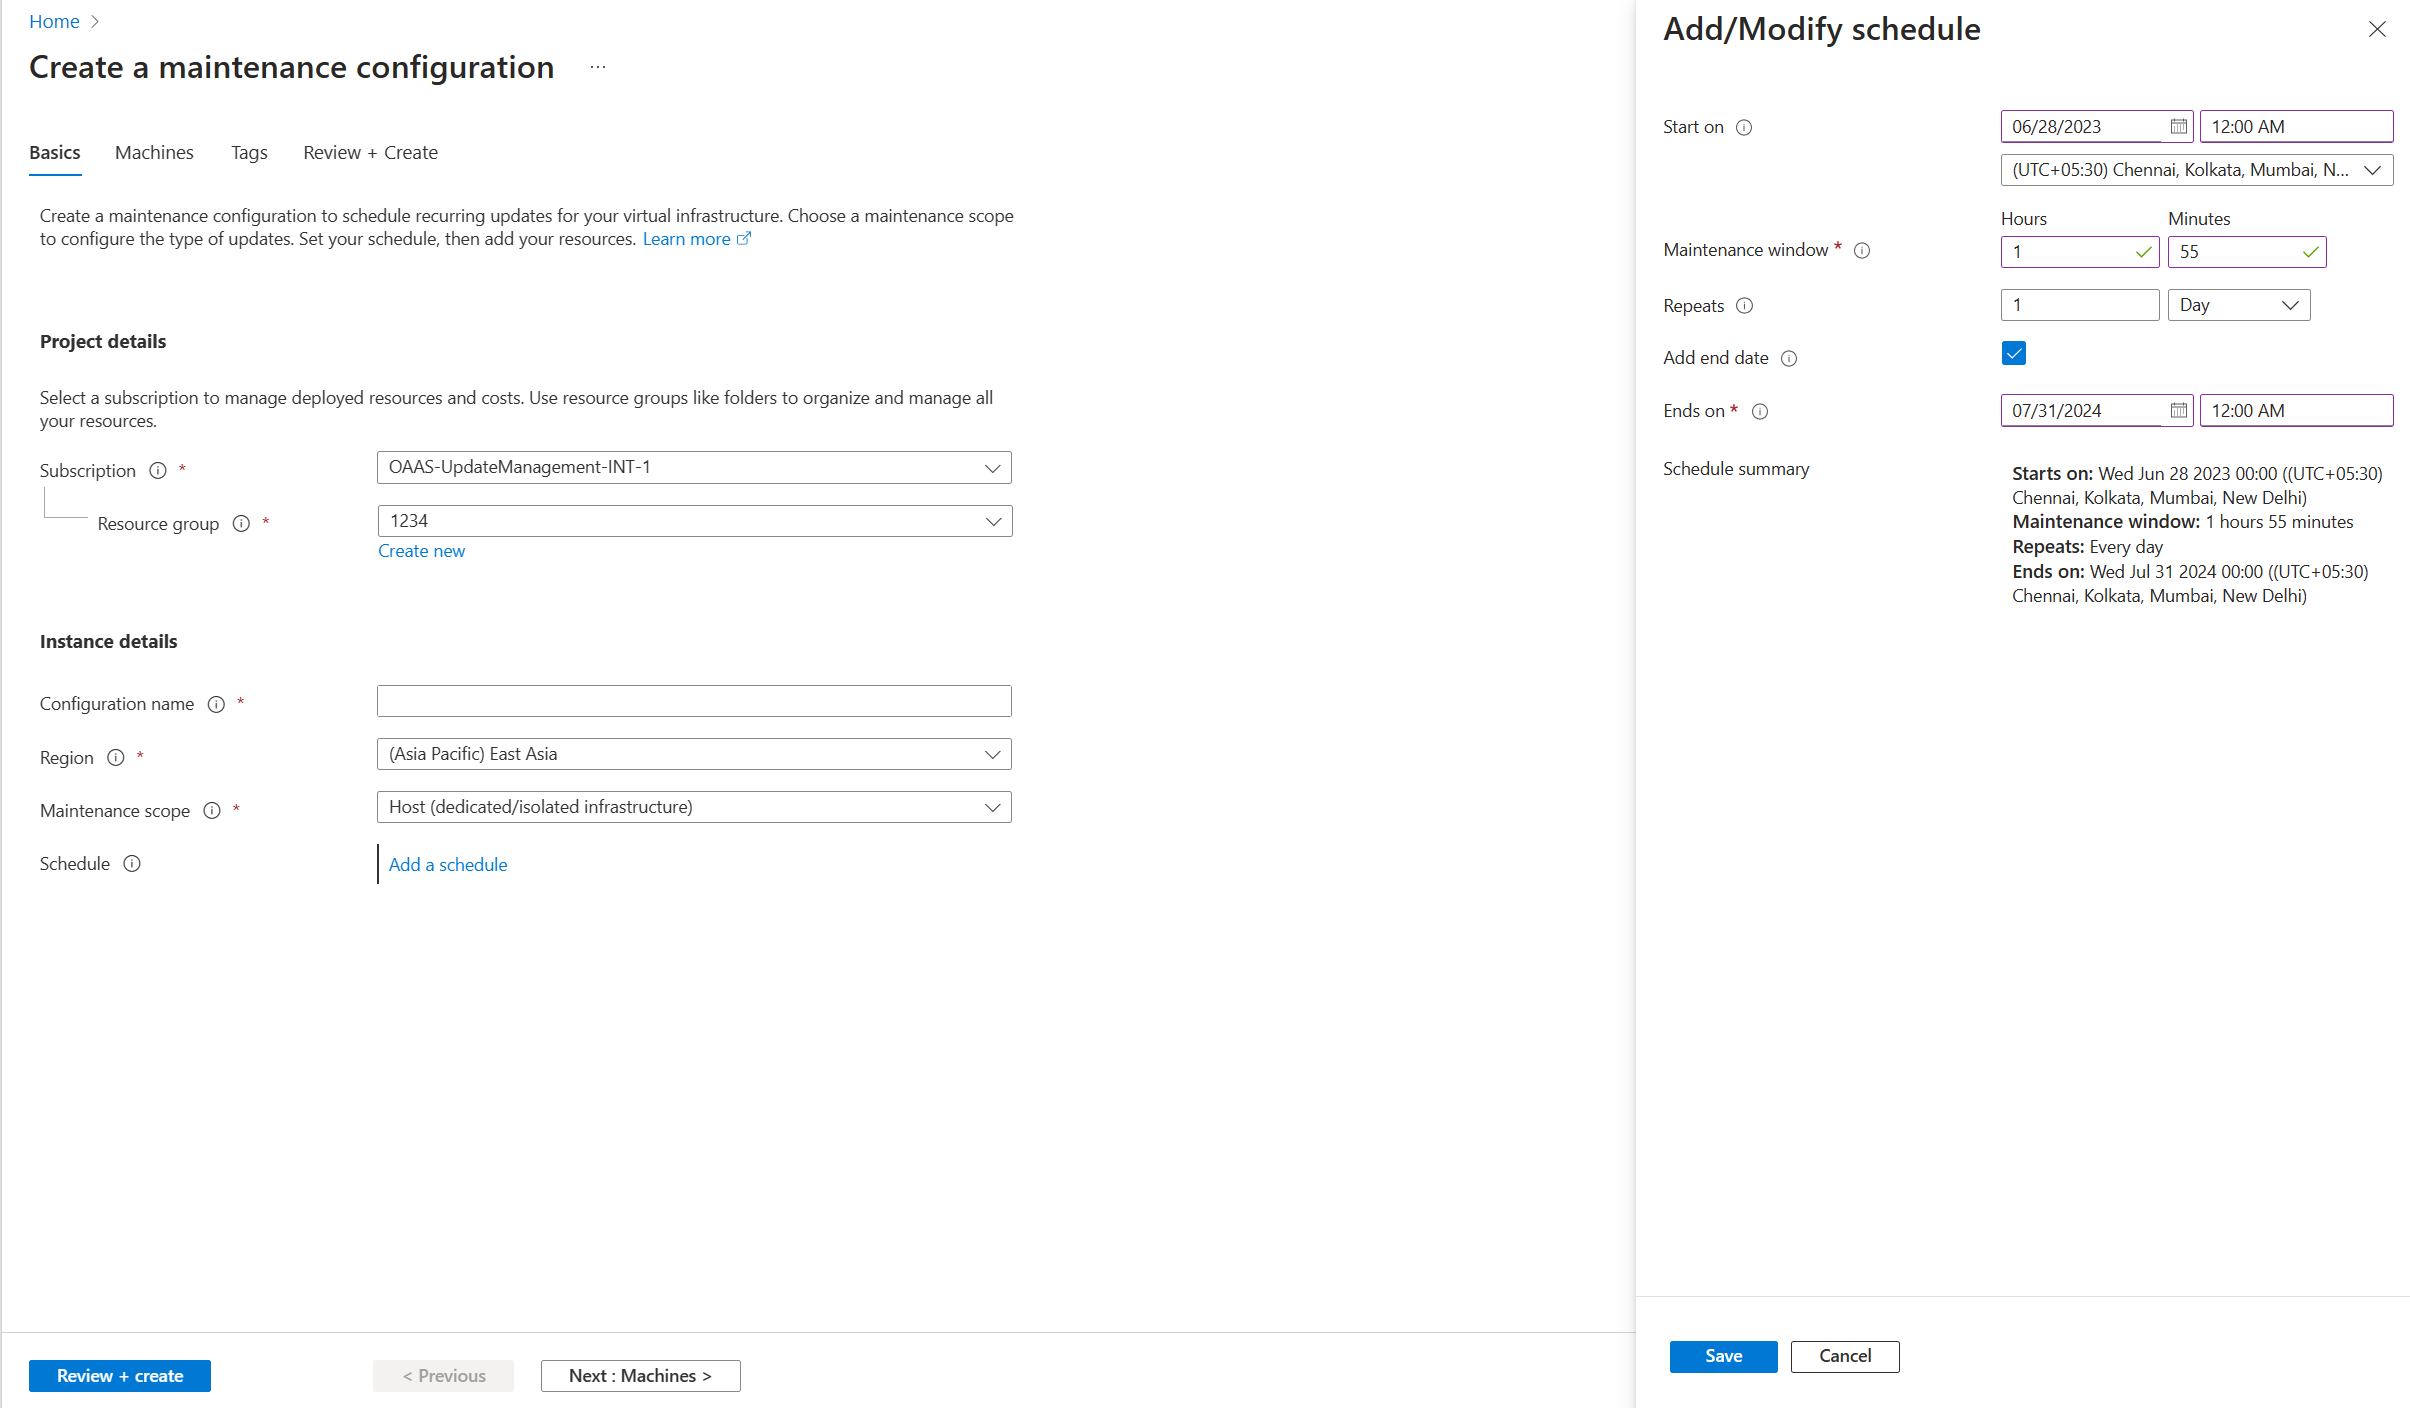 Home
Create a maintenance configuration
Basics
Machines
Tags
Review + Create
Create a maintenance configuration to schedule recurring updates for your virtual infrastructure. Choose a maintenance scope
to configure the type of updates. Set your schedule, then add your resources. Learn more
Project details
Select a subscription to manage deployed resources and costs. Use resource groups like folders to organize and manage all
your resources.
Subscription *
OAAS-UpdateManagement-INT-1
Resource group *
1234
Create new
Instance details
Configuration name *
Region *
(Asia Pacific) East Asia
Maintenance scope *
Host (dedicated/isolated infrastructure)
Schedule
Add a schedule
Review + create
< Previous
Next : Machines >
Add/Modify schedule
Start on
06/28/2023
12:00 AM
(UTC+05:30) Chennai, Kolkata, Mumbai, N...
Hours
Minutes
Maintenance window *
1
55
Repeats
1
Day
Add end date
Ends on *
07/31/2024
12:00 AM
Schedule summary
Starts on: Wed Jun 28 2023 00:00 ((UTC+05:30)
Chennai, Kolkata, Mumbai, New Delhi)
Maintenance window: 1 hours 55 minutes
Repeats: Every day
Ends on: Wed Jul 31 2024 00:00 ((UTC+05:30)
Chennai, Kolkata, Mumbai, New Delhi)
Save
Cancel